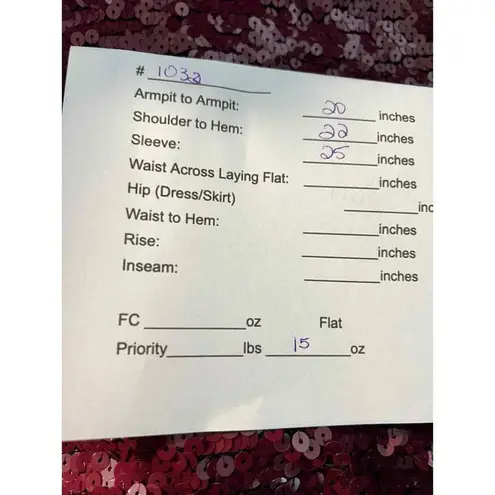 # 1032
Armpit to Armpit: 20 inches
Shoulder to Hem: 22 inches
Sleeve: 25 inches
Waist Across Laying Flat: inches
Hip (Dress/Skirt) inc
Waist to Hem: inches
Rise: inches
Inseam: inches
FC oz Flat
Priority lbs 15 oz